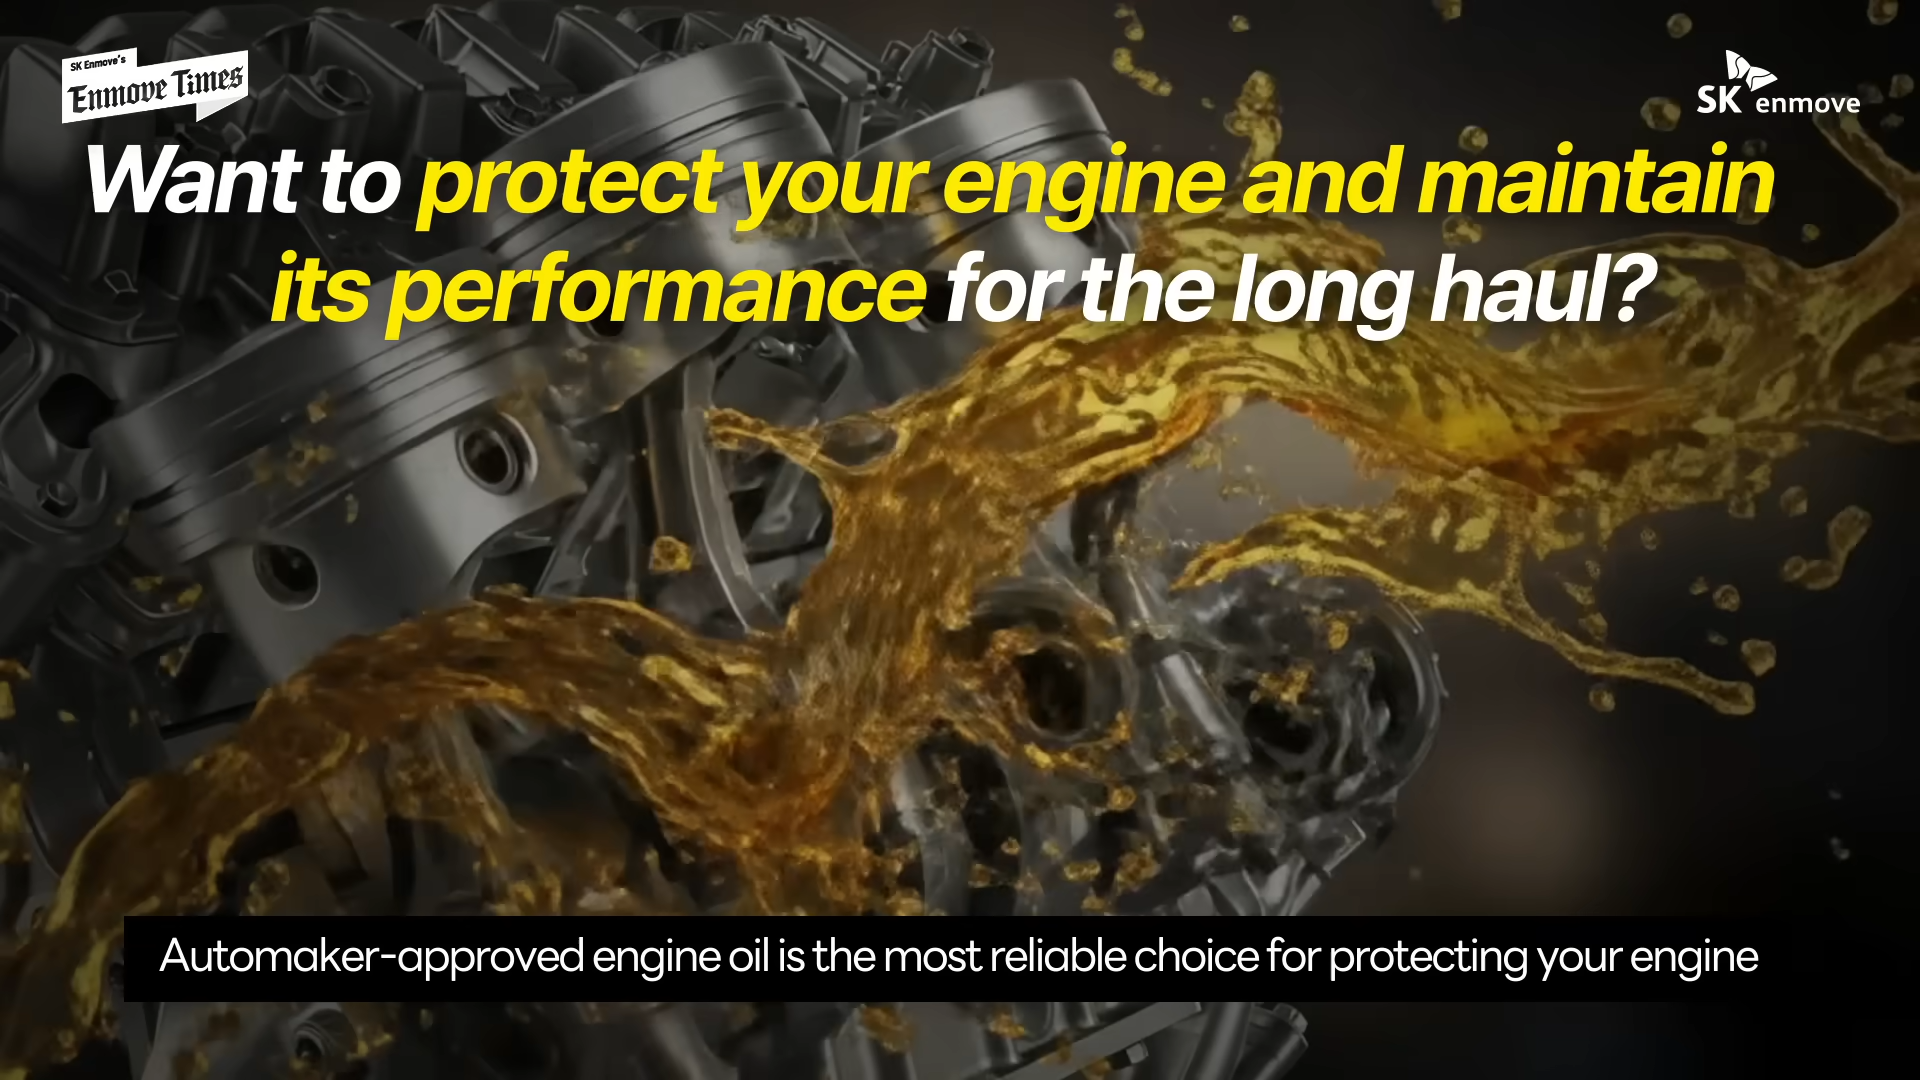 SK Enmove's
Enmove Times
SK enmove
Want to protect your engine and maintain
its performance for the long haul?
Automaker-approved engine oil is the most reliable choice for protecting your engine